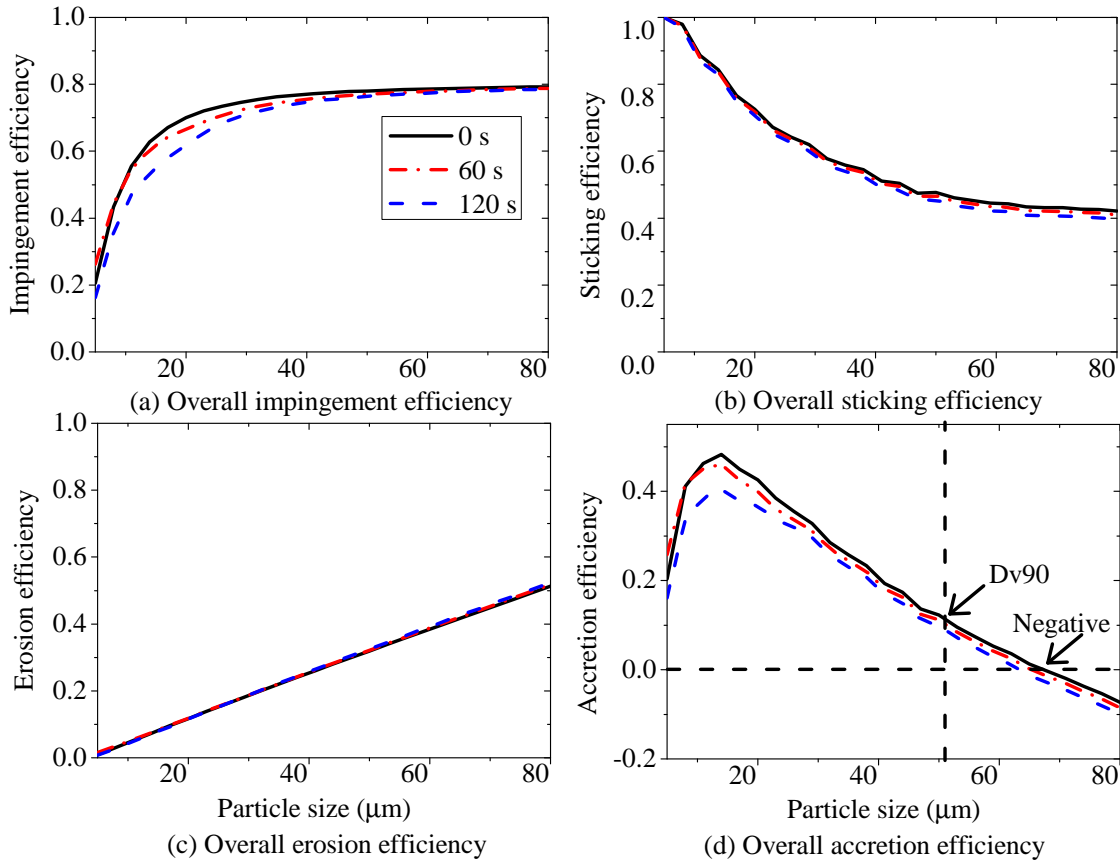 1.0
0.8
0.6
0.4
0.2
0.0
Impingement efficiency
0 s
60 s
120 s
20 40 60 80
(a) Overall impingement efficiency
1.0
0.8
0.6
0.4
0.2
0.0
Sticking efficiency
20 40 60 80
(b) Overall sticking efficiency
1.0
0.8
0.6
0.4
0.2
0.0
Erosion efficiency
20 40 60 80
Particle size (μm)
(c) Overall erosion efficiency
0.4
0.2
0.0
-0.2
Accretion efficiency
Dv90
Negative
20 40 60 80
Particle size (μm)
(d) Overall accretion efficiency